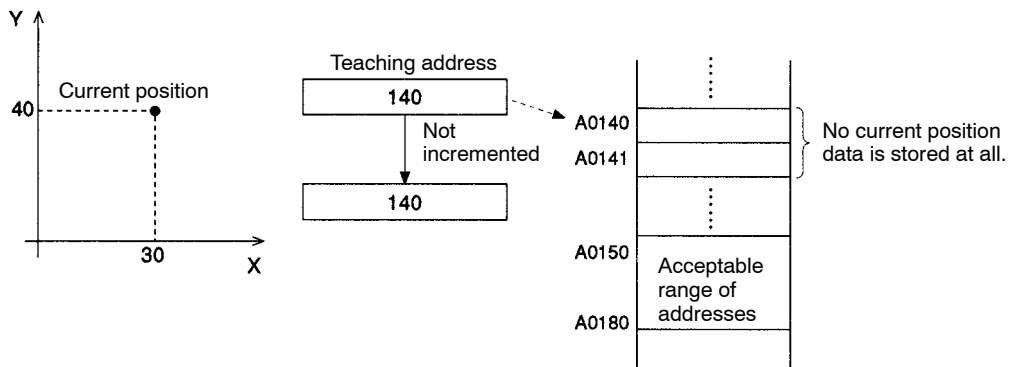 Y
Current position
40
30
X
Teaching address
140
Not
incremented
140
A0140
A0141
No current position
data is stored at all.
A0150
Acceptable
range of
addresses
A0180